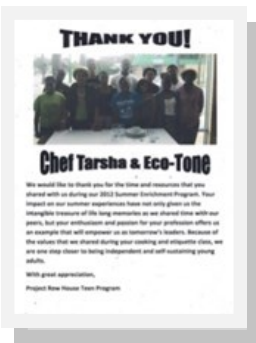 THANK YOU!
Chef Tarsha & Eco-Tone
We would like to thank you for the time and resources that you
shared with us during our 2012 Summer Enrichment Program. Your
impact on our summer experiences have not only given us the
intangible treasure of life long memories as we shared time with our
peers, but your enthusiasm and passion for your profession offers us
an example that will empower us as tomorrow's leaders. Because of
the values that we shared during your cooking and etiquette class, we
are one step closer to being independent and self-sustaining young
adults.
With great appreciation,
Project Row House Teen Program